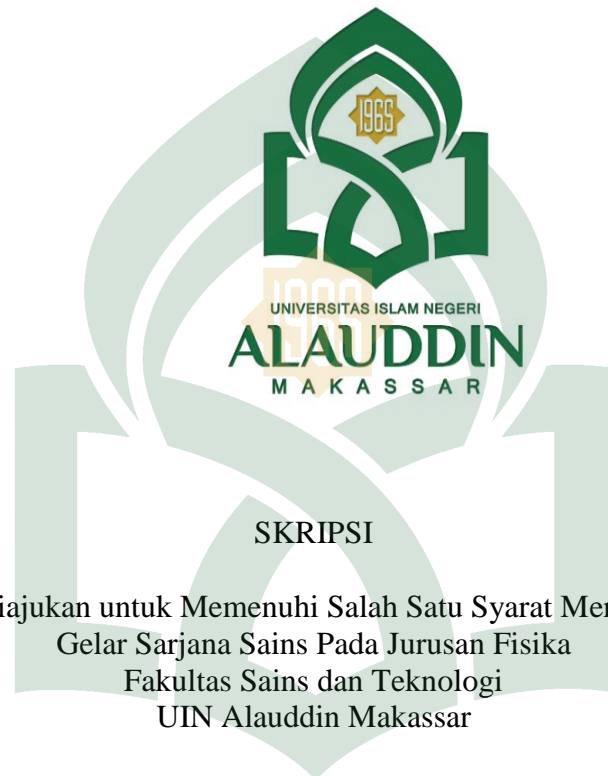 1965
UNIVERSITAS ISLAM NEGERI
ALAUDDIN
MAKASSAR
1965
SKRIPSI
untuk Memenuhi Salah Satu Syarat
Gelar Sarjana Sains Pada Jurusan Fisika
Fakultas Sains dan Teknologi
UIN Alauddin Makassar